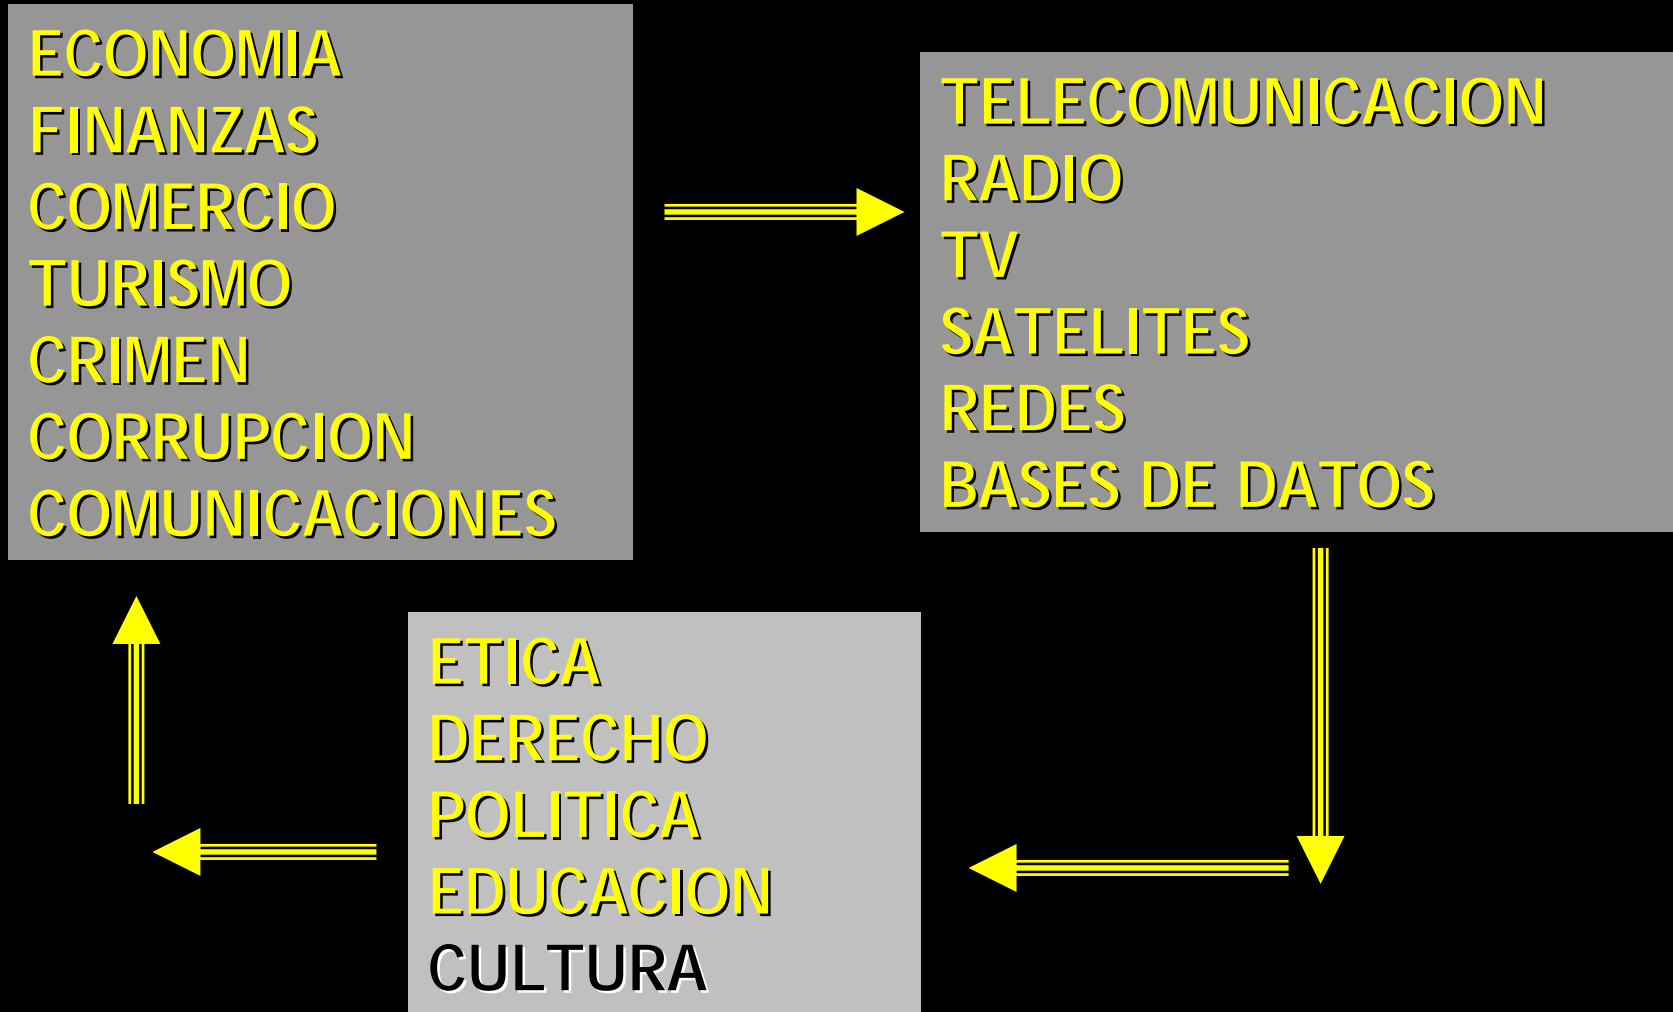 ECONOMIA
FINANZAS
COMERCIO
TURISMO
CRIMEN
CORRUPCION
COMUNICACIONES
TELECOMUNICACION
RADIO
TV
SATELITES
REDES
BASES DE DATOS
ETICA
DERECHO
POLITICA
EDUCACION
CULTURA